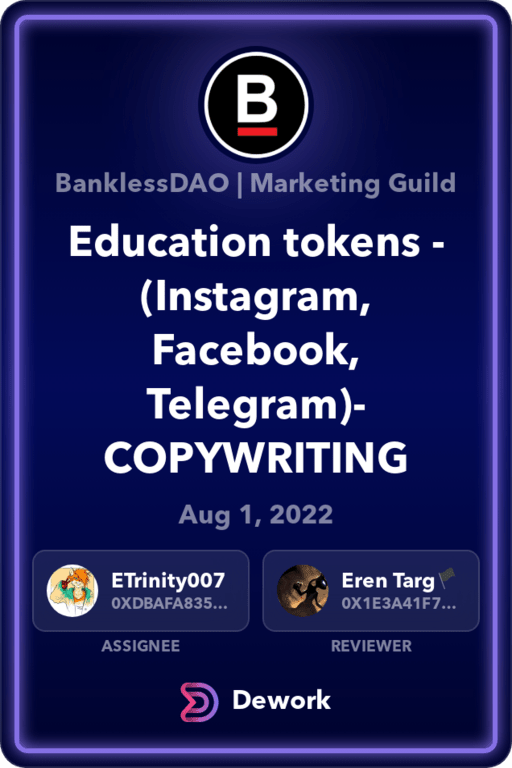 B
BanklessDAO | Marketing Guild
Education tokens -
(Instagram,
Facebook,
Telegram)-
COPYWRITING
Aug 1, 2022
ETrinity007
0XDBAFA835...
ASSIGNEE
Eren Targ🏴
0X1E3A41F7...
REVIEWER
Dework